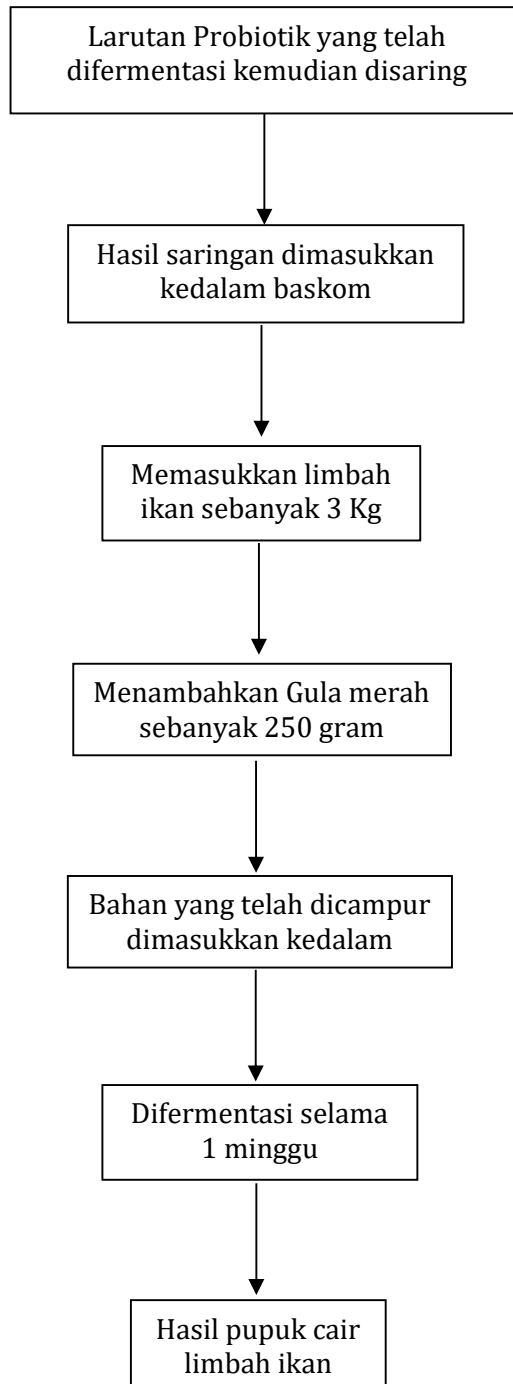 Larutan Probiotik yang telah
difermentasi kemudian disaring
Hasil saringan dimasukkan
kedalam baskom
Memasukkan limbah
ikan sebanyak 3 Kg
Menambahkan Gula merah
sebanyak 250 gram
Bahan yang telah dicampur
dimasukkan kedalam
Difermentasi selama
1 minggu
Hasil pupuk cair
limbah ikan